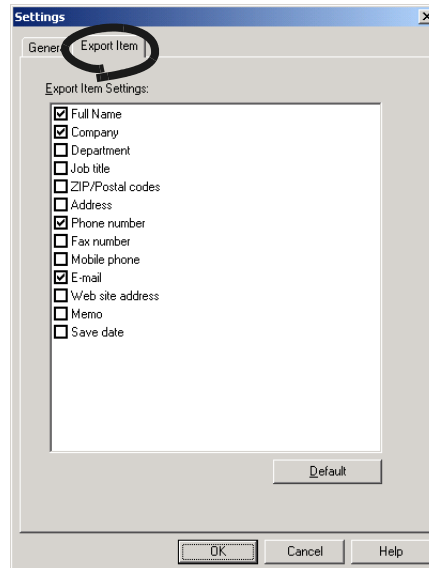 Settings
General
Export Item
Export Item Settings:
Full Name
Company
Department
Job title
ZIP/Postal codes
Address
Phone number
Fax number
Mobile phone
E-mail
Web site address
Memo
Save date
Default
OK
Cancel
Help